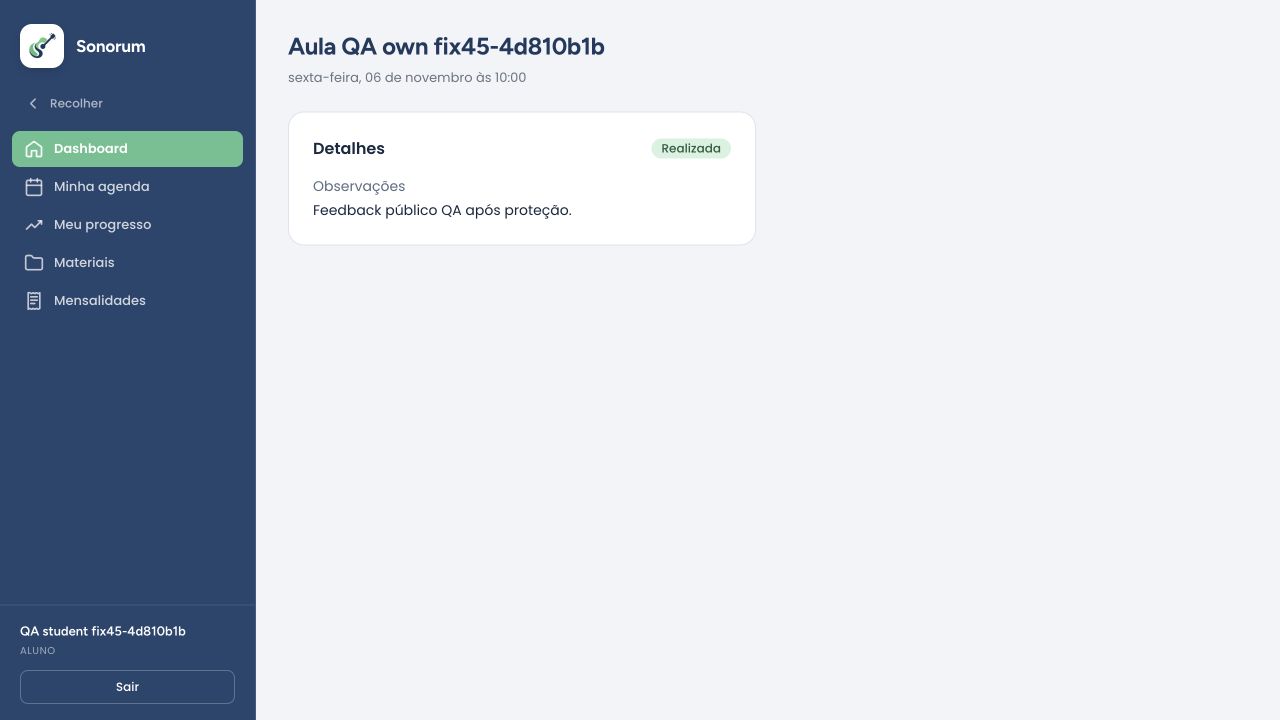 Sonorum
Recolher
Dashboard
Minha agenda
Meu progresso
Materiais
Mensalidades
QA student fix45-4d810b1b
ALUNO
Sair
Aula QA own fix45-4d810b1b
sexta-feira, 06 de novembro às 10:00
Detalhes
Realizada
Observações
Feedback público QA após proteção.